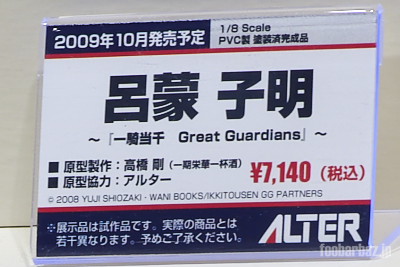 2009年10月発売予定
1/8 Scale
PVC製 塗装済完成品
呂蒙 子明
～『一騎当千 Great Guardians』～
■ 原型製作：高橋 剛（一期栄華一杯酒）
■ 原型協力：アルター
¥7,140（税込）
© 2008 YUJI SHIOZAKI・WANI BOOKS/IKKITOUSEN GG PARTNERS
※展示品は試作品です。実際の商品とは
若干異なります。予めご了承ください。
ALTER
foobarbaz.jp